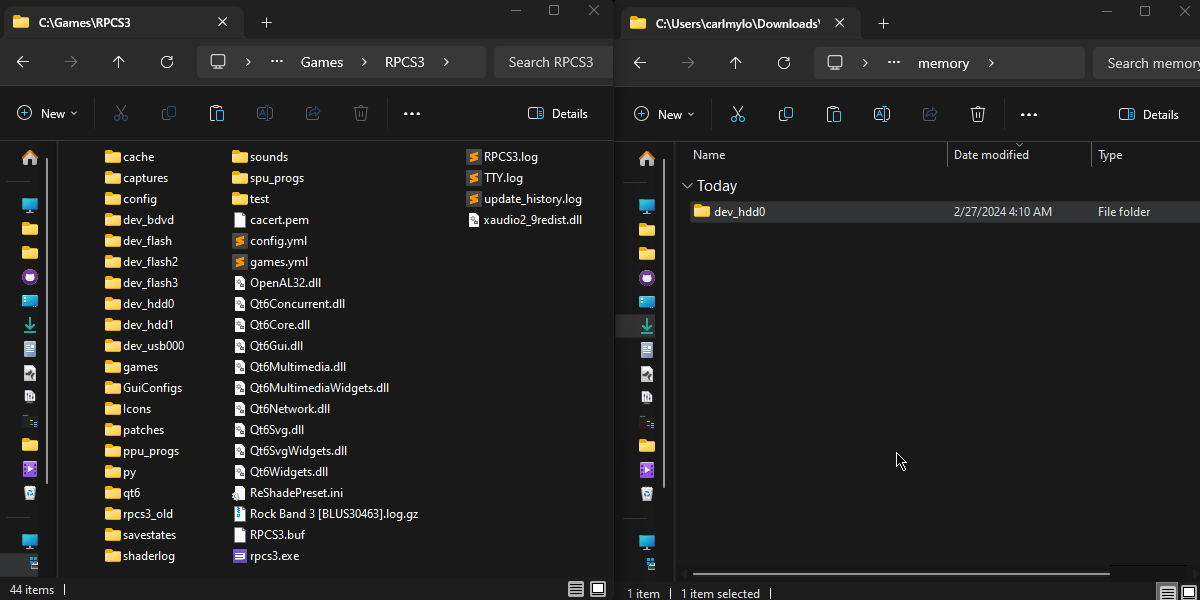 C:\Games\RPCS3
Games
RPCS3
Search RPCS3
New
Details
cache
captures
config
dev_bdvd
dev_flash
dev_flash2
dev_flash3
dev_hdd0
dev_hdd1
dev_usb000
games
GuiConfigs
Icons
patches
ppu_progs
py
qt6
rpcs3_old
savestates
shaderlog
sounds
spu_progs
test
cacert.pem
config.yml
games.yml
OpenAL32.dll
Qt6Concurrent.dll
Qt6Core.dll
Qt6Gui.dll
Qt6Multimedia.dll
Qt6MultimediaWidgets.dll
Qt6Network.dll
Qt6Svg.dll
Qt6SvgWidgets.dll
Qt6Widgets.dll
ReShadePreset.ini
Rock Band 3 [BLUS30463].log.gz
RPCS3.buf
rpcs3.exe
RPCS3.log
TTY.log
update_history.log
xaudio2_9redist.dll
44 items
C:\Users\carlmylo\Downloads\
memory
Search memory
New
Details
Name
Date modified
Type
Today
dev_hdd0
2/27/2024 4:10 AM
File folder
1 item
1 item selected